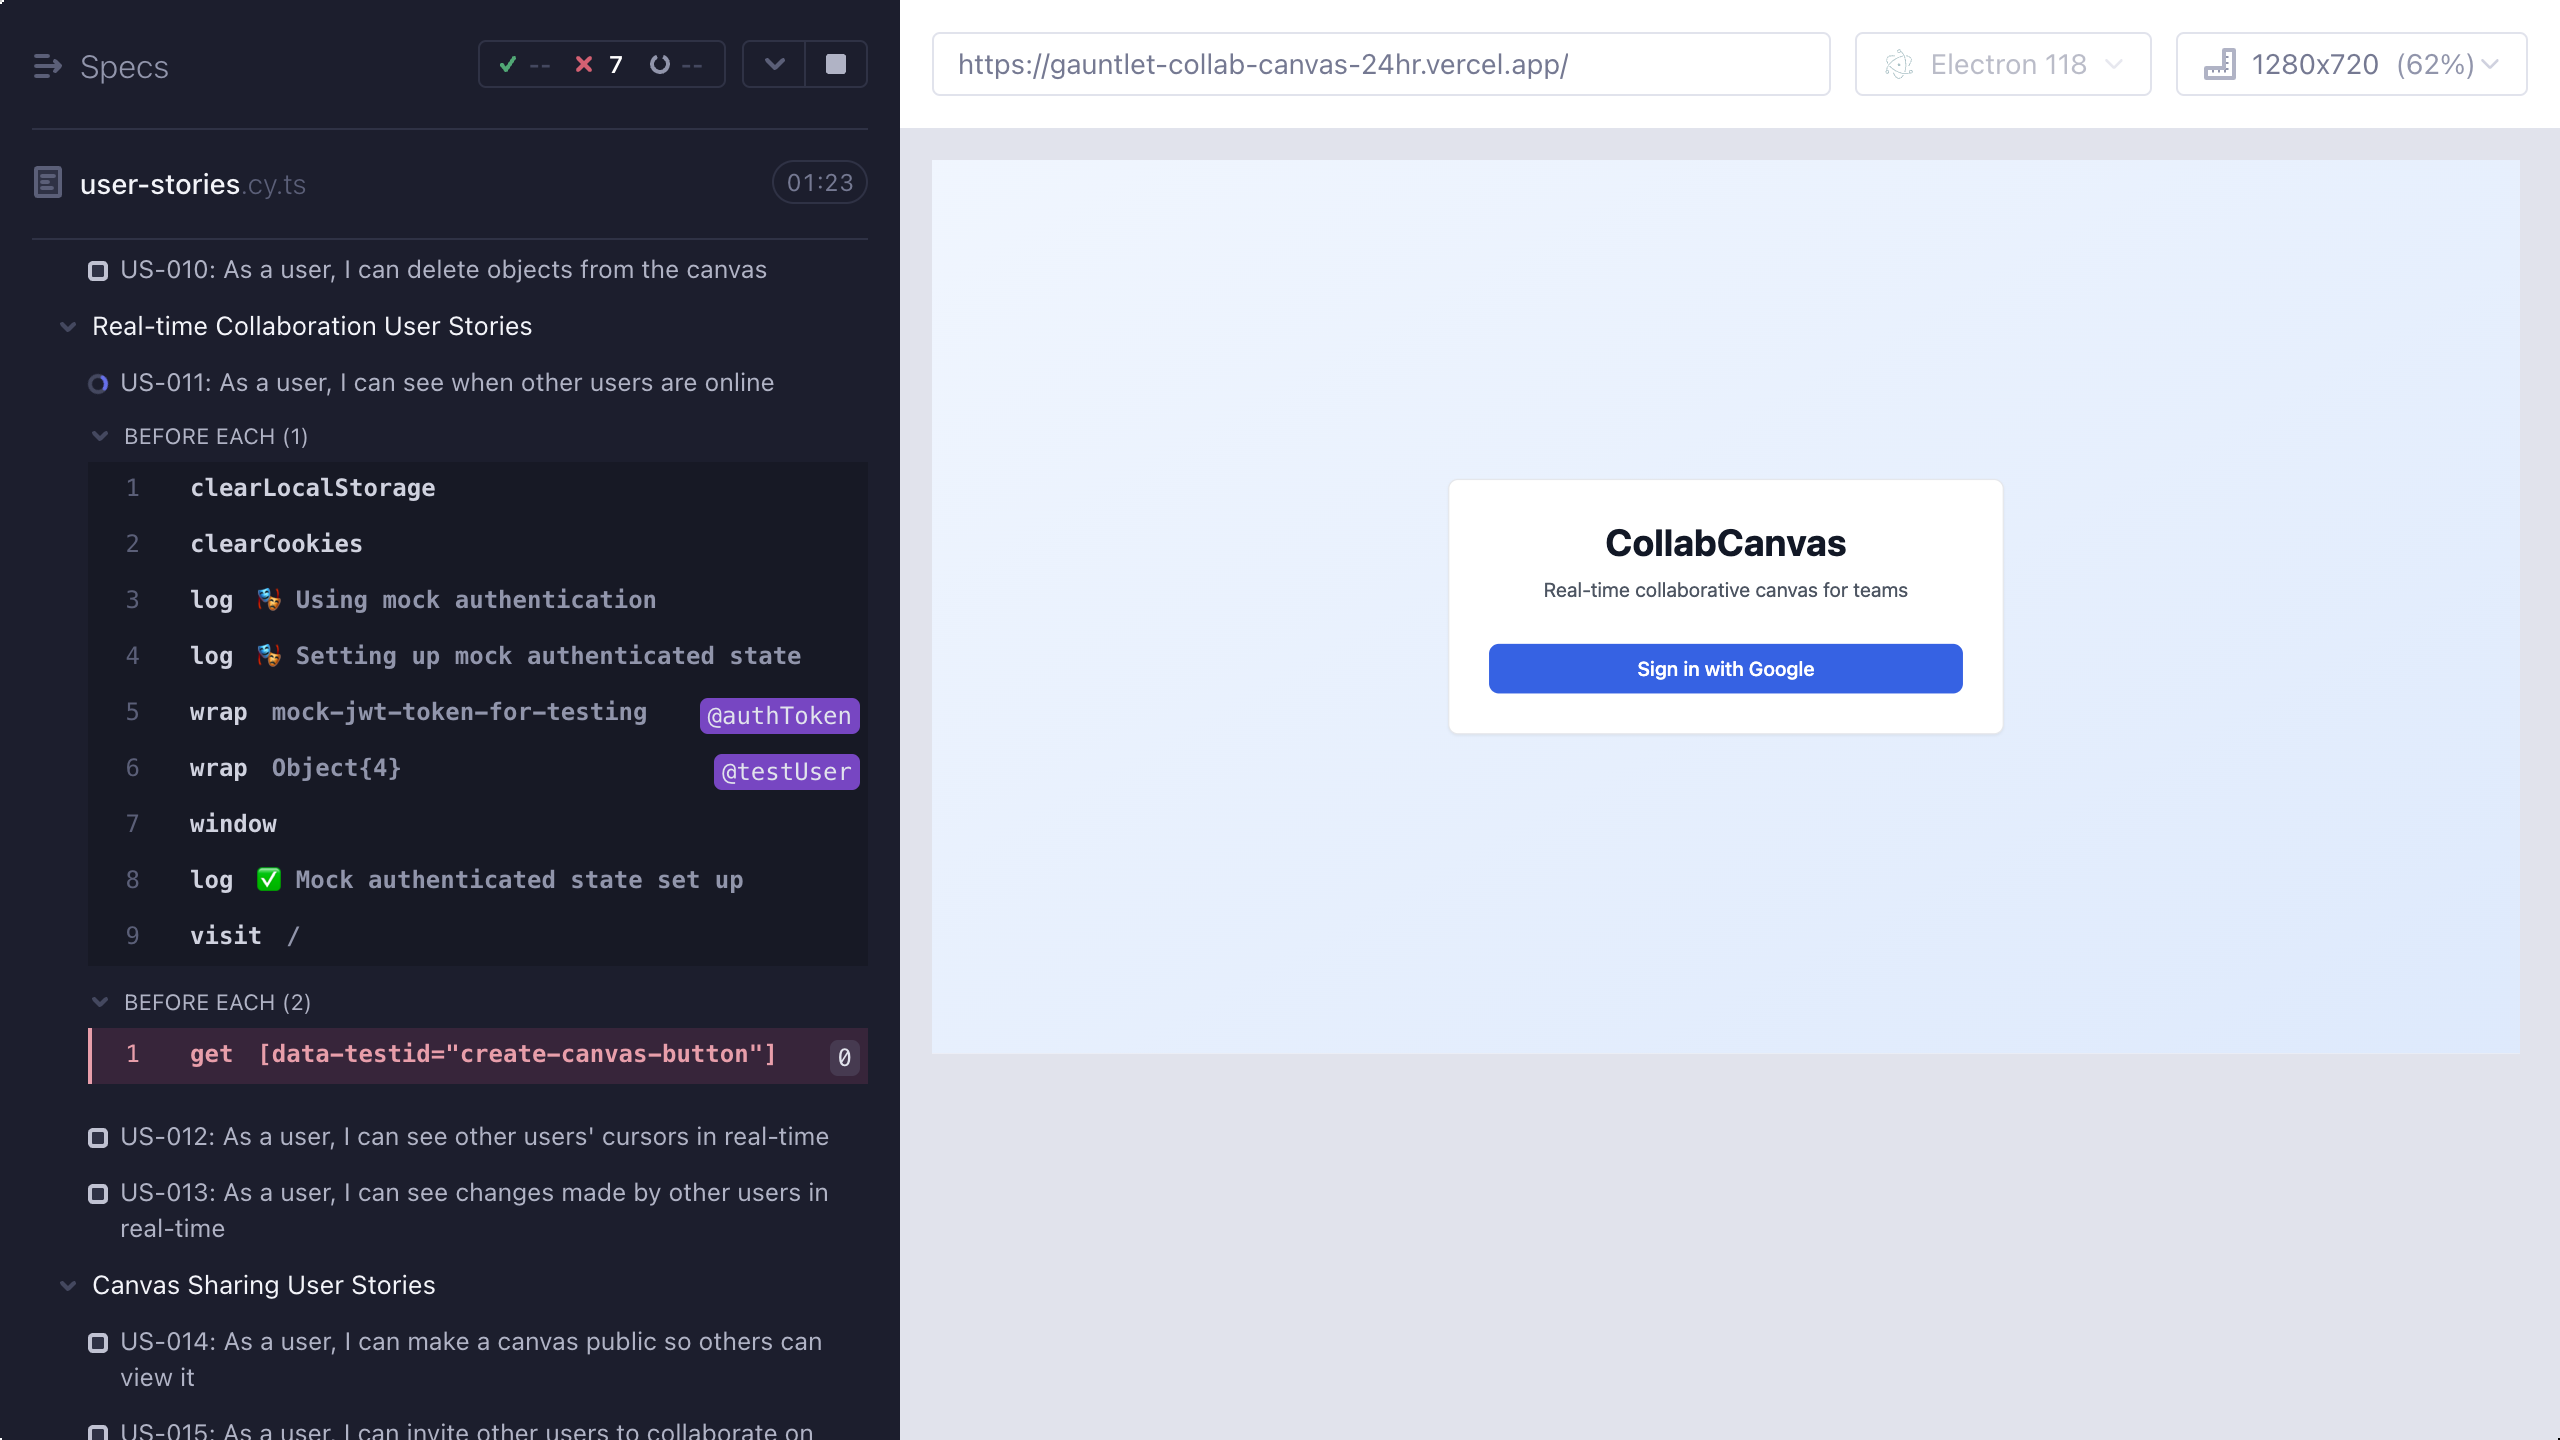 Specs
-- 7 --
user-stories.cy.ts
01:23
US-010: As a user, I can delete objects from the canvas
Real-time Collaboration User Stories
US-011: As a user, I can see when other users are online
BEFORE EACH (1)
1 clearLocalStorage
2 clearCookies
3 log 🎭 Using mock authentication
4 log 🎭 Setting up mock authenticated state
5 wrap mock-jwt-token-for-testing @authToken
6 wrap Object{4} @testUser
7 window
8 log ✅ Mock authenticated state set up
9 visit /
BEFORE EACH (2)
1 get [data-testid="create-canvas-button"] 0
US-012: As a user, I can see other users' cursors in real-time
US-013: As a user, I can see changes made by other users in
real-time
Canvas Sharing User Stories
US-014: As a user, I can make a canvas public so others can
view it
US-015: As a user, I can invite other users to collaborate on
https://gauntlet-collab-canvas-24hr.vercel.app/
Electron 118
1280x720 (62%)
CollabCanvas
Real-time collaborative canvas for teams
Sign in with Google